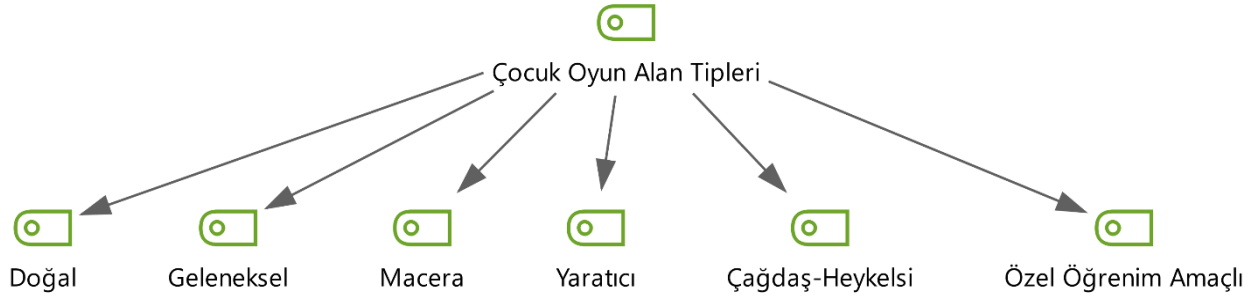 Çocuk Oyun Alan Tipleri
Doğal Geleneksel Macera Yaratıcı Çağdaş-Heykelsi Özel Öğrenim Amaçlı